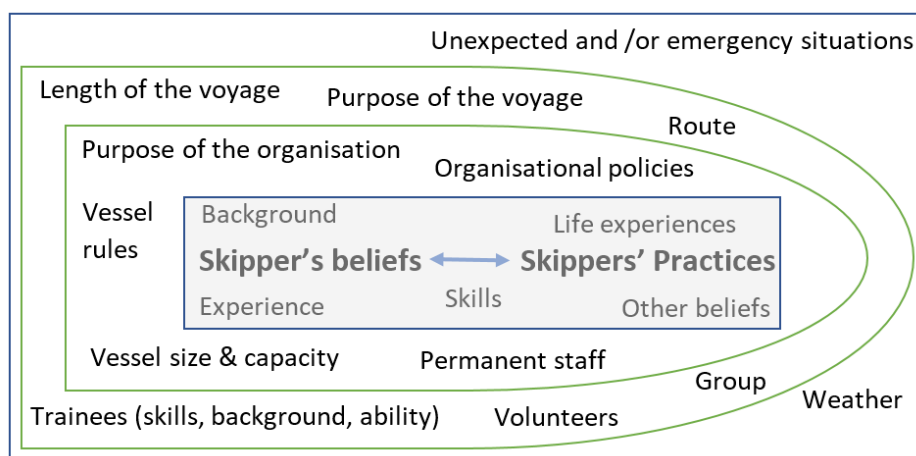 Unexpected and /or emergency situations
Length of the voyage
Purpose of the voyage
Route
Purpose of the organisation
Organisational policies
Vessel
rules
Background
Life experiences
Skipper's beliefs
Skippers' Practices
Experience
Skills
Other beliefs
Vessel size & capacity
Permanent staff
Group
Weather
Trainees (skills, background, ability)
Volunteers